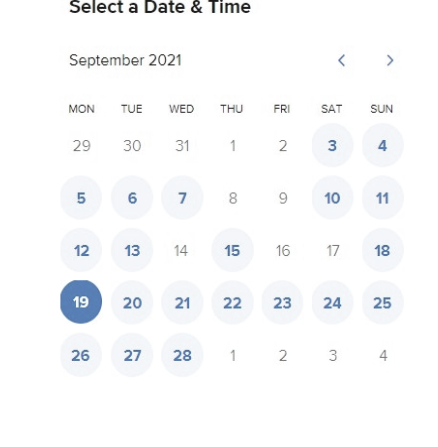 Select a Date & Time
September 2021
MON TUE WED THU FRI SAT SUN
29 30 31 1 2 3 4
5 6 7 8 9 10 11
12 13 14 15 16 17 18
19 20 21 22 23 24 25
26 27 28 1 2 3 4